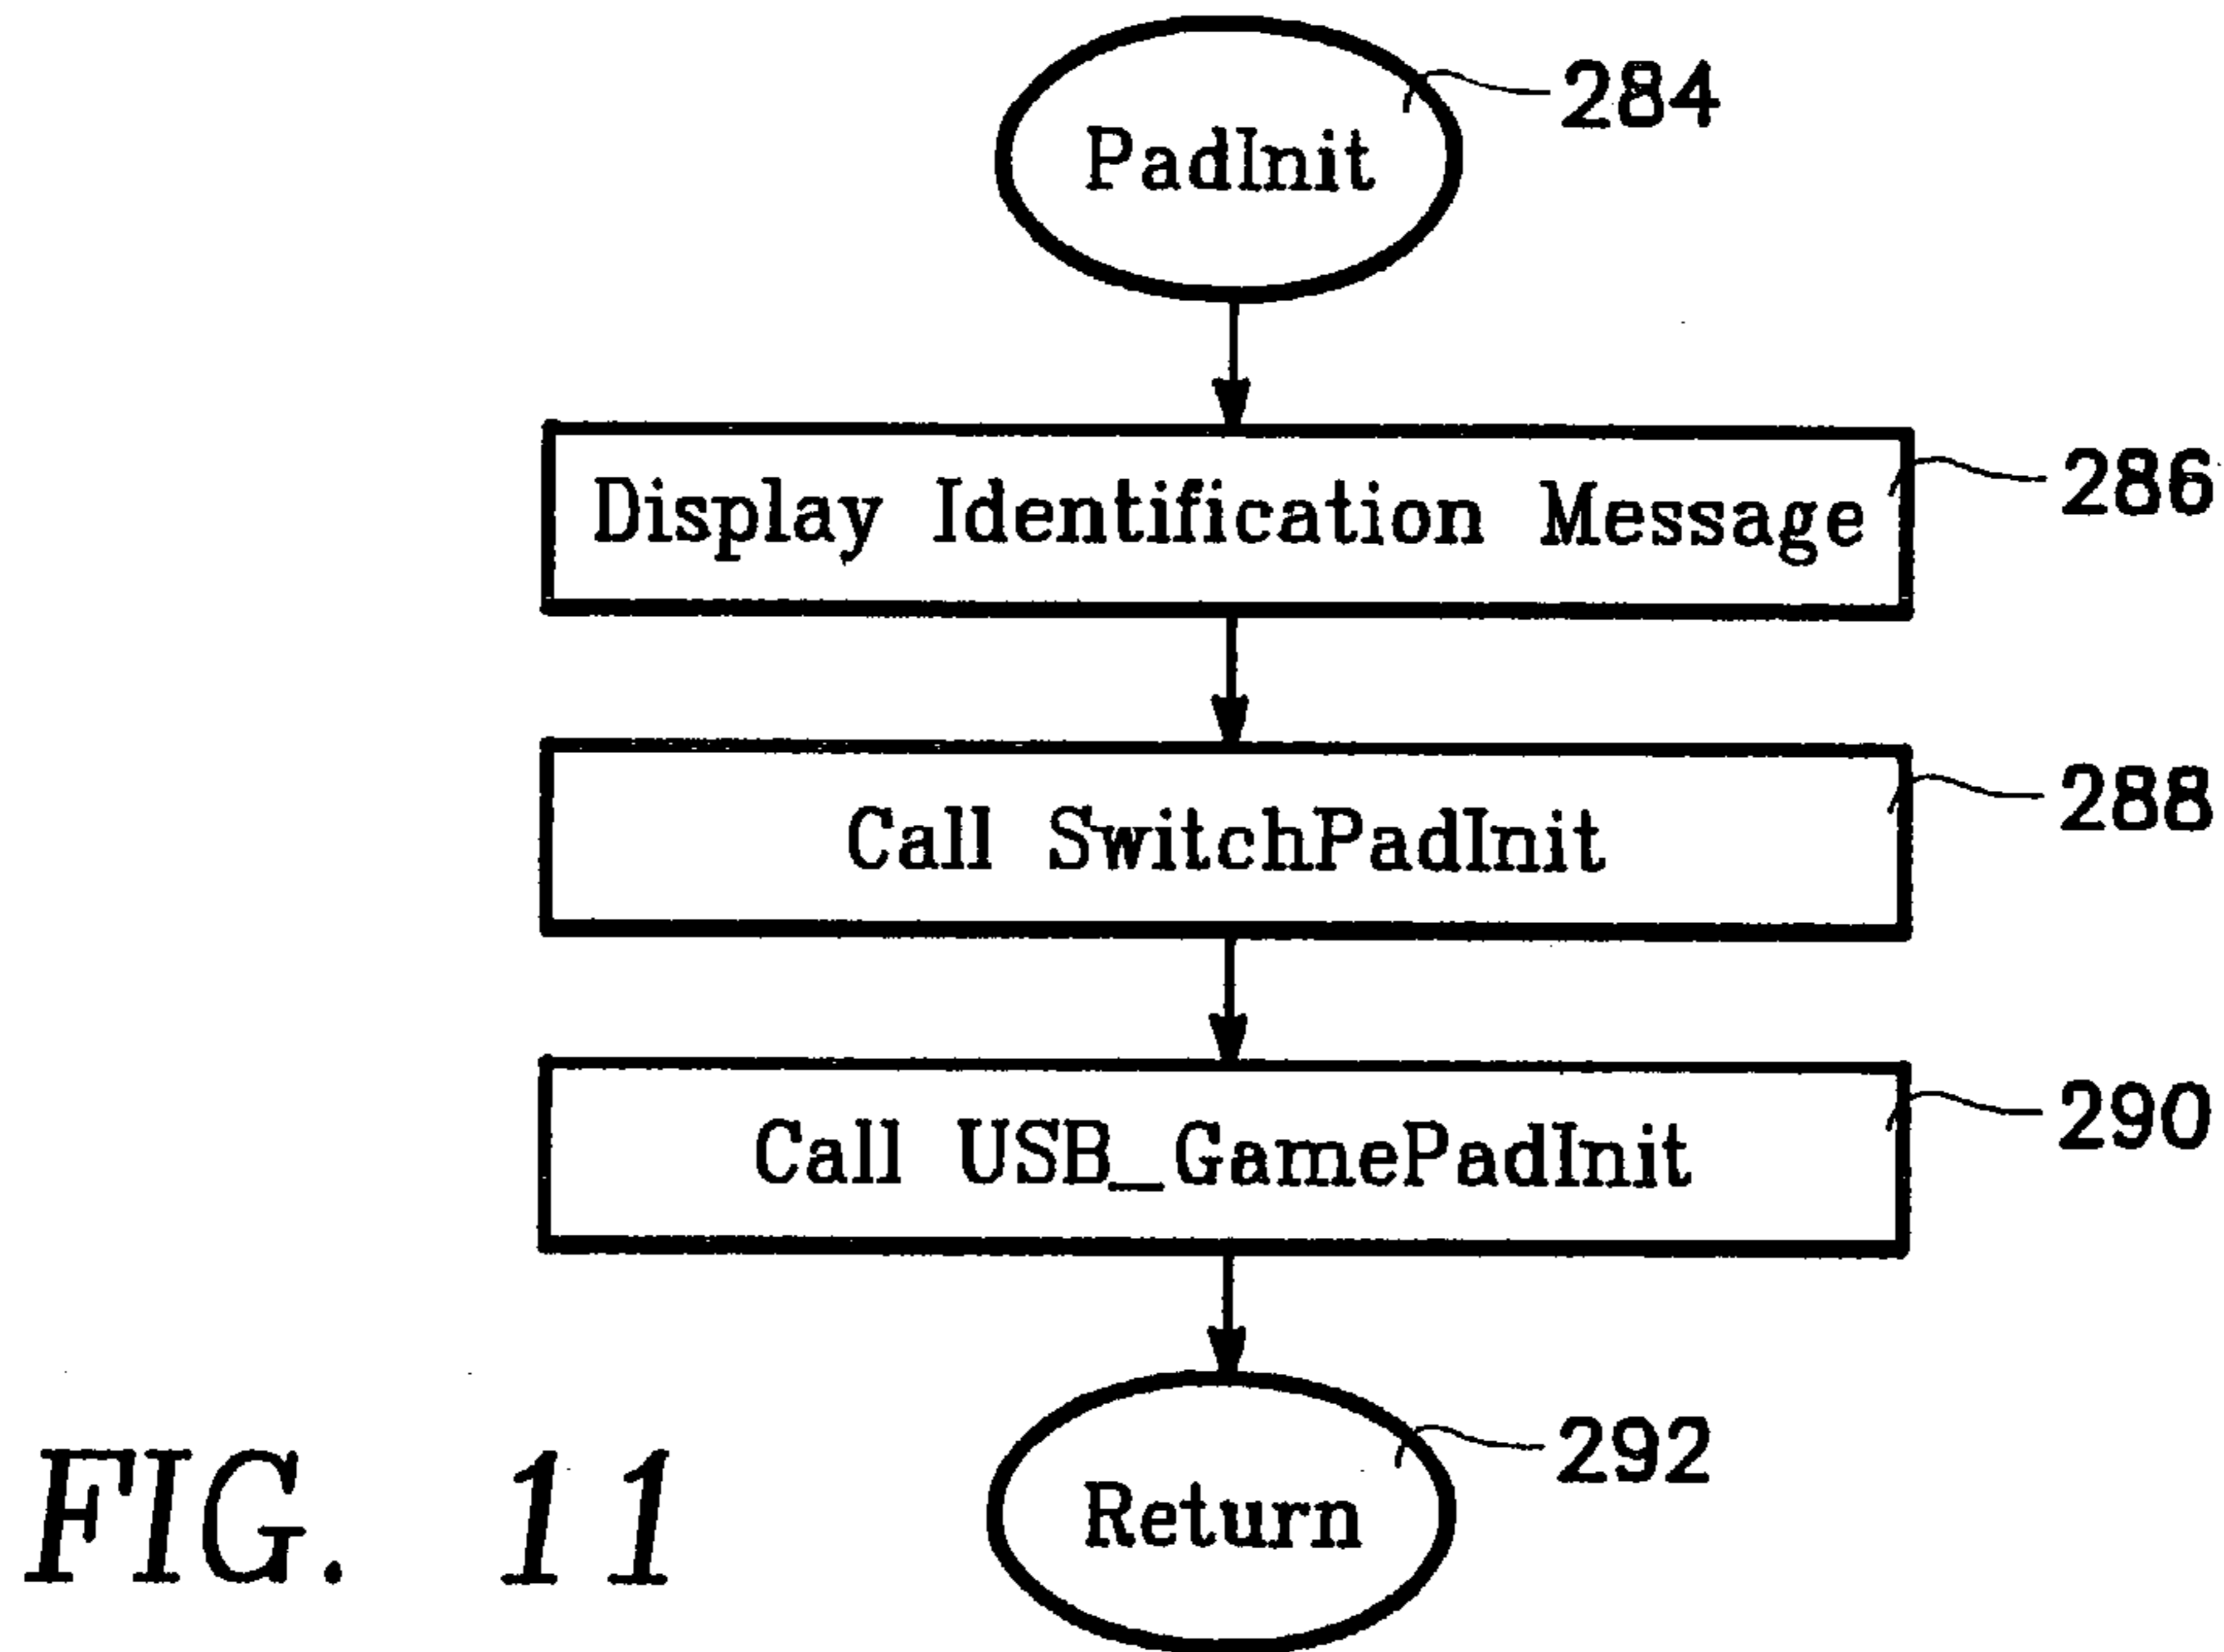 PadInit
284
Display Identification Message
286
Call SwitchPadInit
288
Call USB_GamePadInit
290
Return
292
FIG. 11